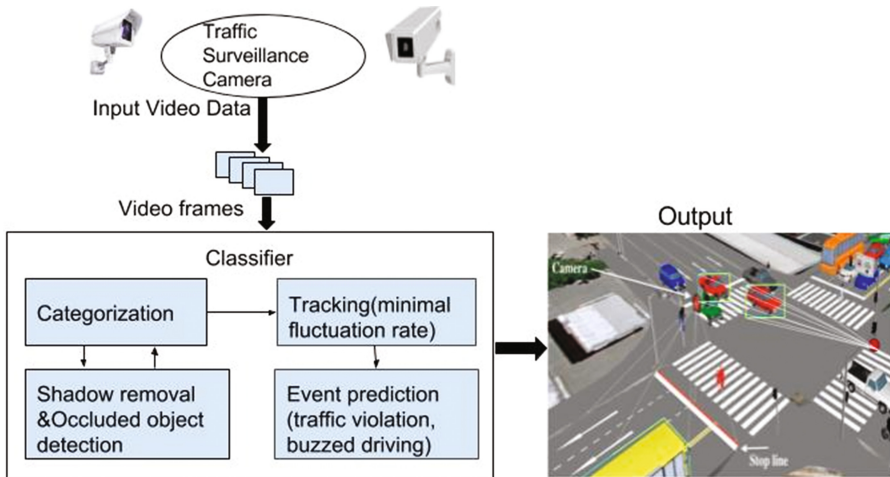 Traffic
Surveillance
Camera
Input Video Data
Video frames
Classifier
Categorization
Tracking(minimal
fluctuation rate)
Shadow removal
&Occluded object
detection
Event prediction
(traffic violation,
buzzed driving)
Output
Camera
Stop line